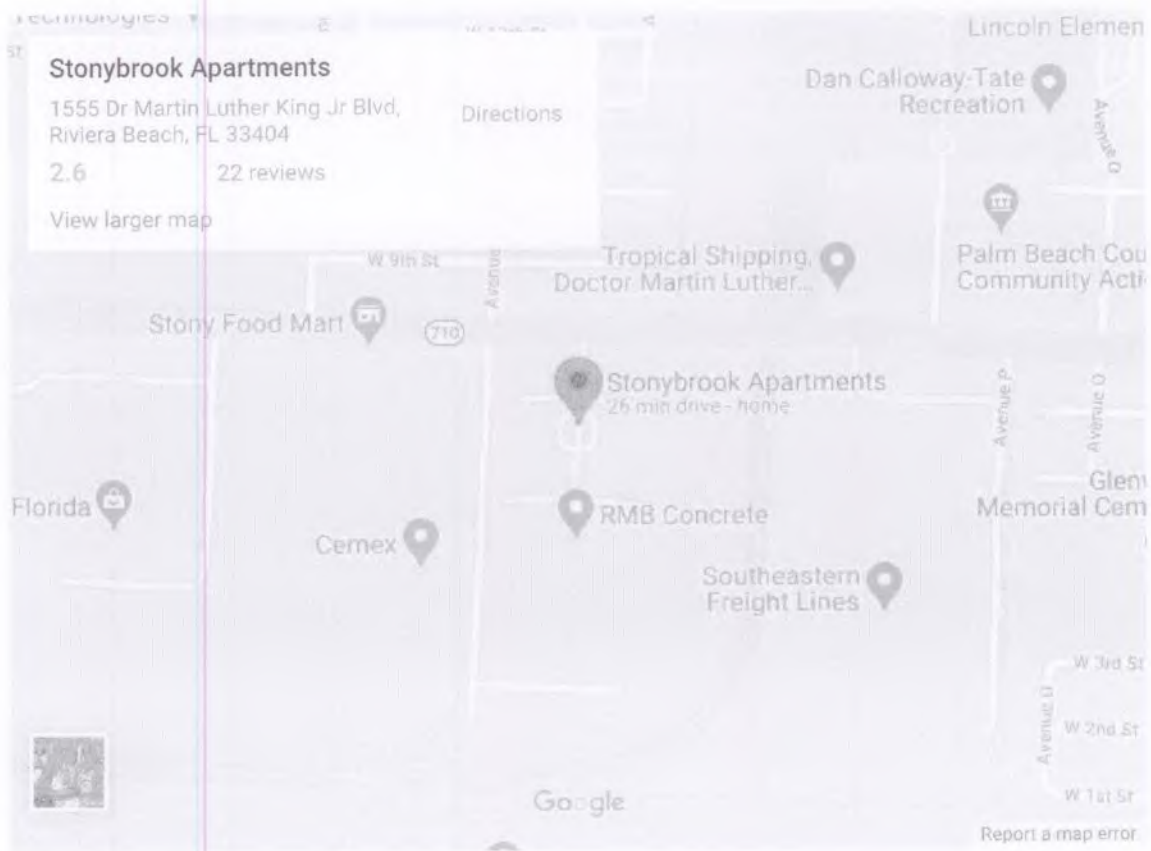 Technologies
Lincoln Elemen
St
Stonybrook Apartments
1555 Dr Martin Luther King Jr Blvd,
Riviera Beach, FL 33404
Directions
2.6 22 reviews
View larger map
Dan Calloway-Tate
Recreation
Avenue O
W 9th St
Avenue
Tropical Shipping,
Doctor Martin Luther...
Palm Beach Cou
Community Acti
Stony Food Mart
710
Stonybrook Apartments
26 min drive - home
Avenue P
Avenue O
Florida
Cemex
RMB Concrete
Glenw
Memorial Cem
Southeastern
Freight Lines
W 3rd St
Avenue U
W 2nd St
W 1st St
Google
Report a map error